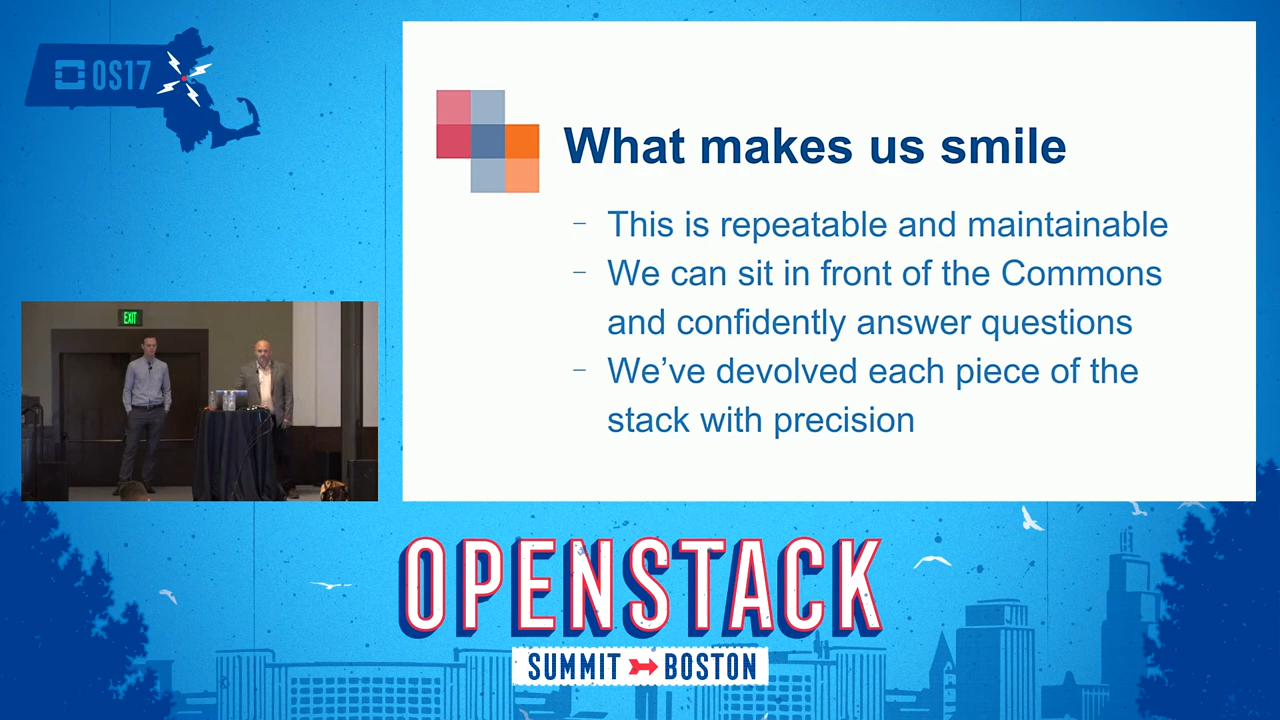 OS17
What makes us smile
– This is repeatable and maintainable
– We can sit in front of the Commons
and confidently answer questions
– We’ve devolved each piece of the
stack with precision
EXIT
OPENSTACK
SUMMIT BOSTON